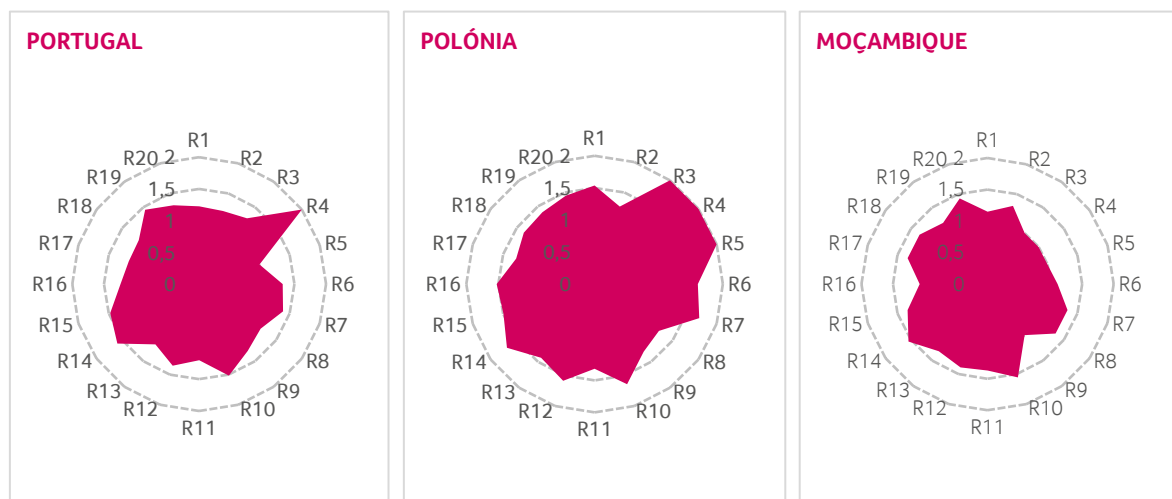 PORTUGAL
R1
R2
R3
R4
R5
R6
R7
R8
R9
R10
R11
R12
R13
R14
R15
R16
R17
R18
R19
R20
2
1,5
1
0,5
0
POLÓNIA
R1
R2
R3
R4
R5
R6
R7
R8
R9
R10
R11
R12
R13
R14
R15
R16
R17
R18
R19
R20
2
1,5
1
0,5
0
MOÇAMBIQUE
R1
R2
R3
R4
R5
R6
R7
R8
R9
R10
R11
R12
R13
R14
R15
R16
R17
R18
R19
R20
2
1,5
1
0,5
0